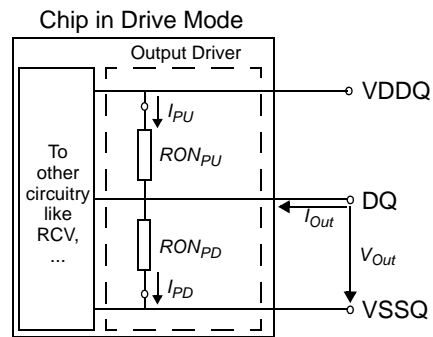 Chip in Drive Mode
Output Driver
VDDQ
I_PU
To
other
circuitry
like
RCV,
...
RON_PU
DQ
I_Out
RON_PD
V_Out
I_PD
VSSQ